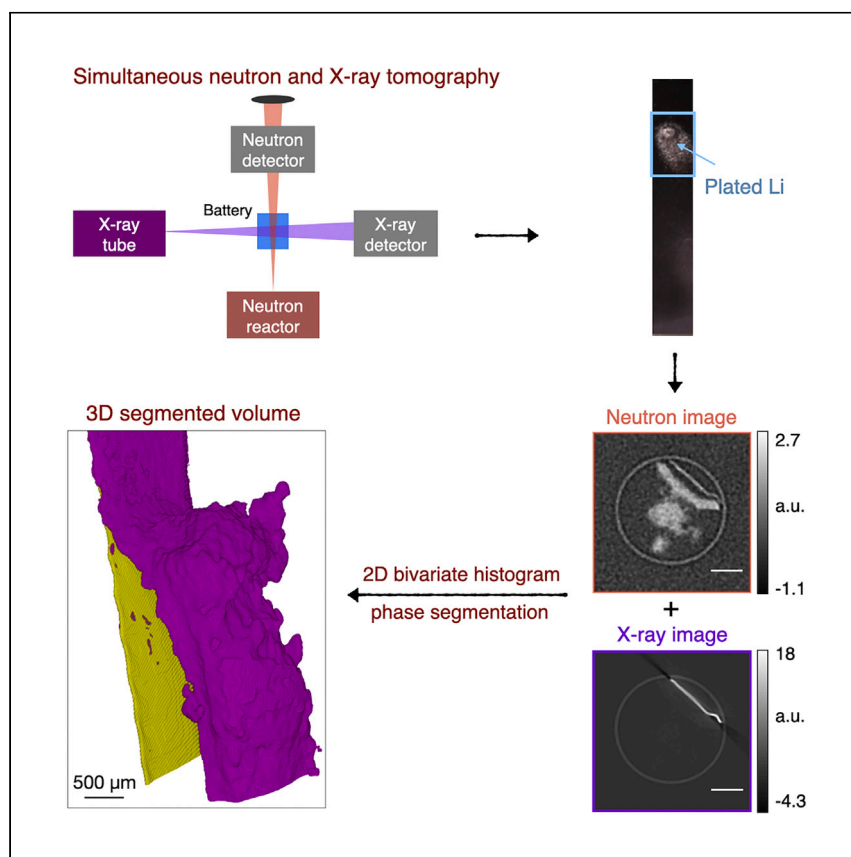 Simultaneous neutron and X-ray tomography
Neutron
detector
Battery
X-ray
tube
X-ray
detector
Neutron
reactor
Plated Li
Neutron image
2.7
a.u.
-1.1
+
X-ray image
18
a.u.
-4.3
2D bivariate histogram
phase segmentation
3D segmented volume
500 μm